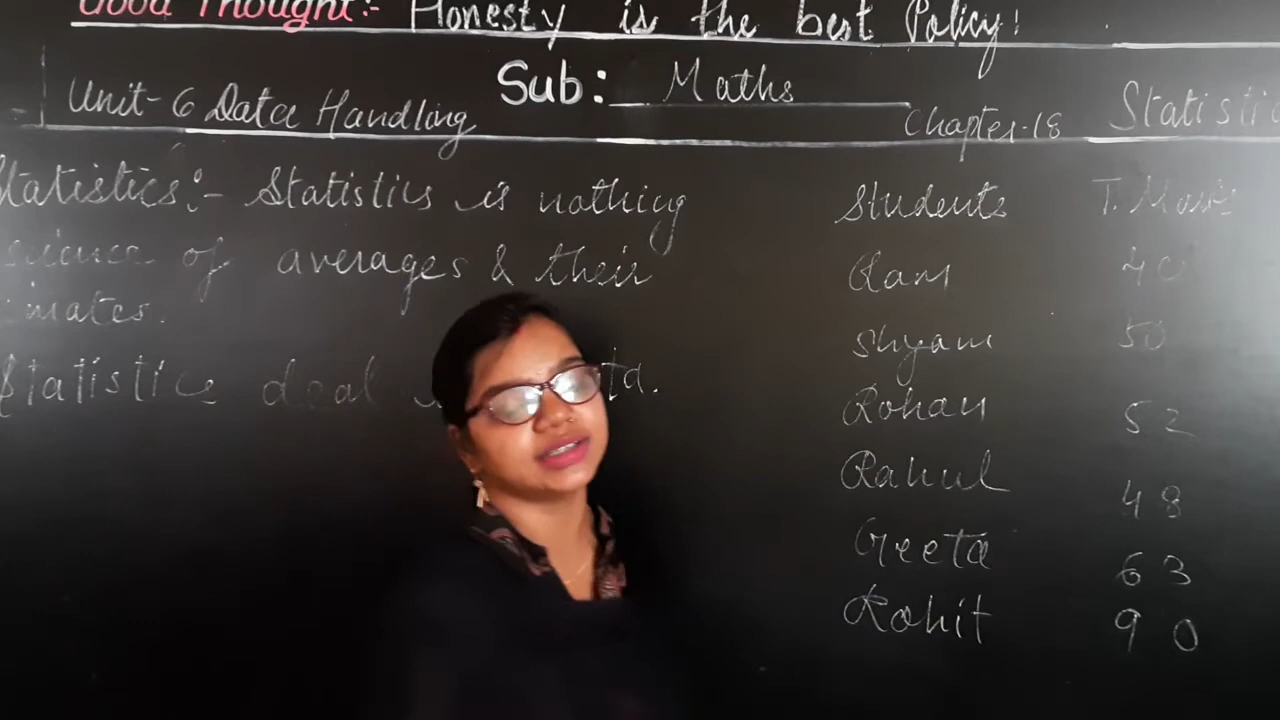 Good Thought:- Honesty is the best Policy!
Sub: Maths
Unit-6 Data Handling
Chapter-18 Statistic
Statistics:- Statistics is nothing
science of averages & their
imates.
Statistics deal ta.
Students T. Marks
Ram 40
Shyam 50
Rohan 52
Rahul 48
Geeta 63
Rohit 90